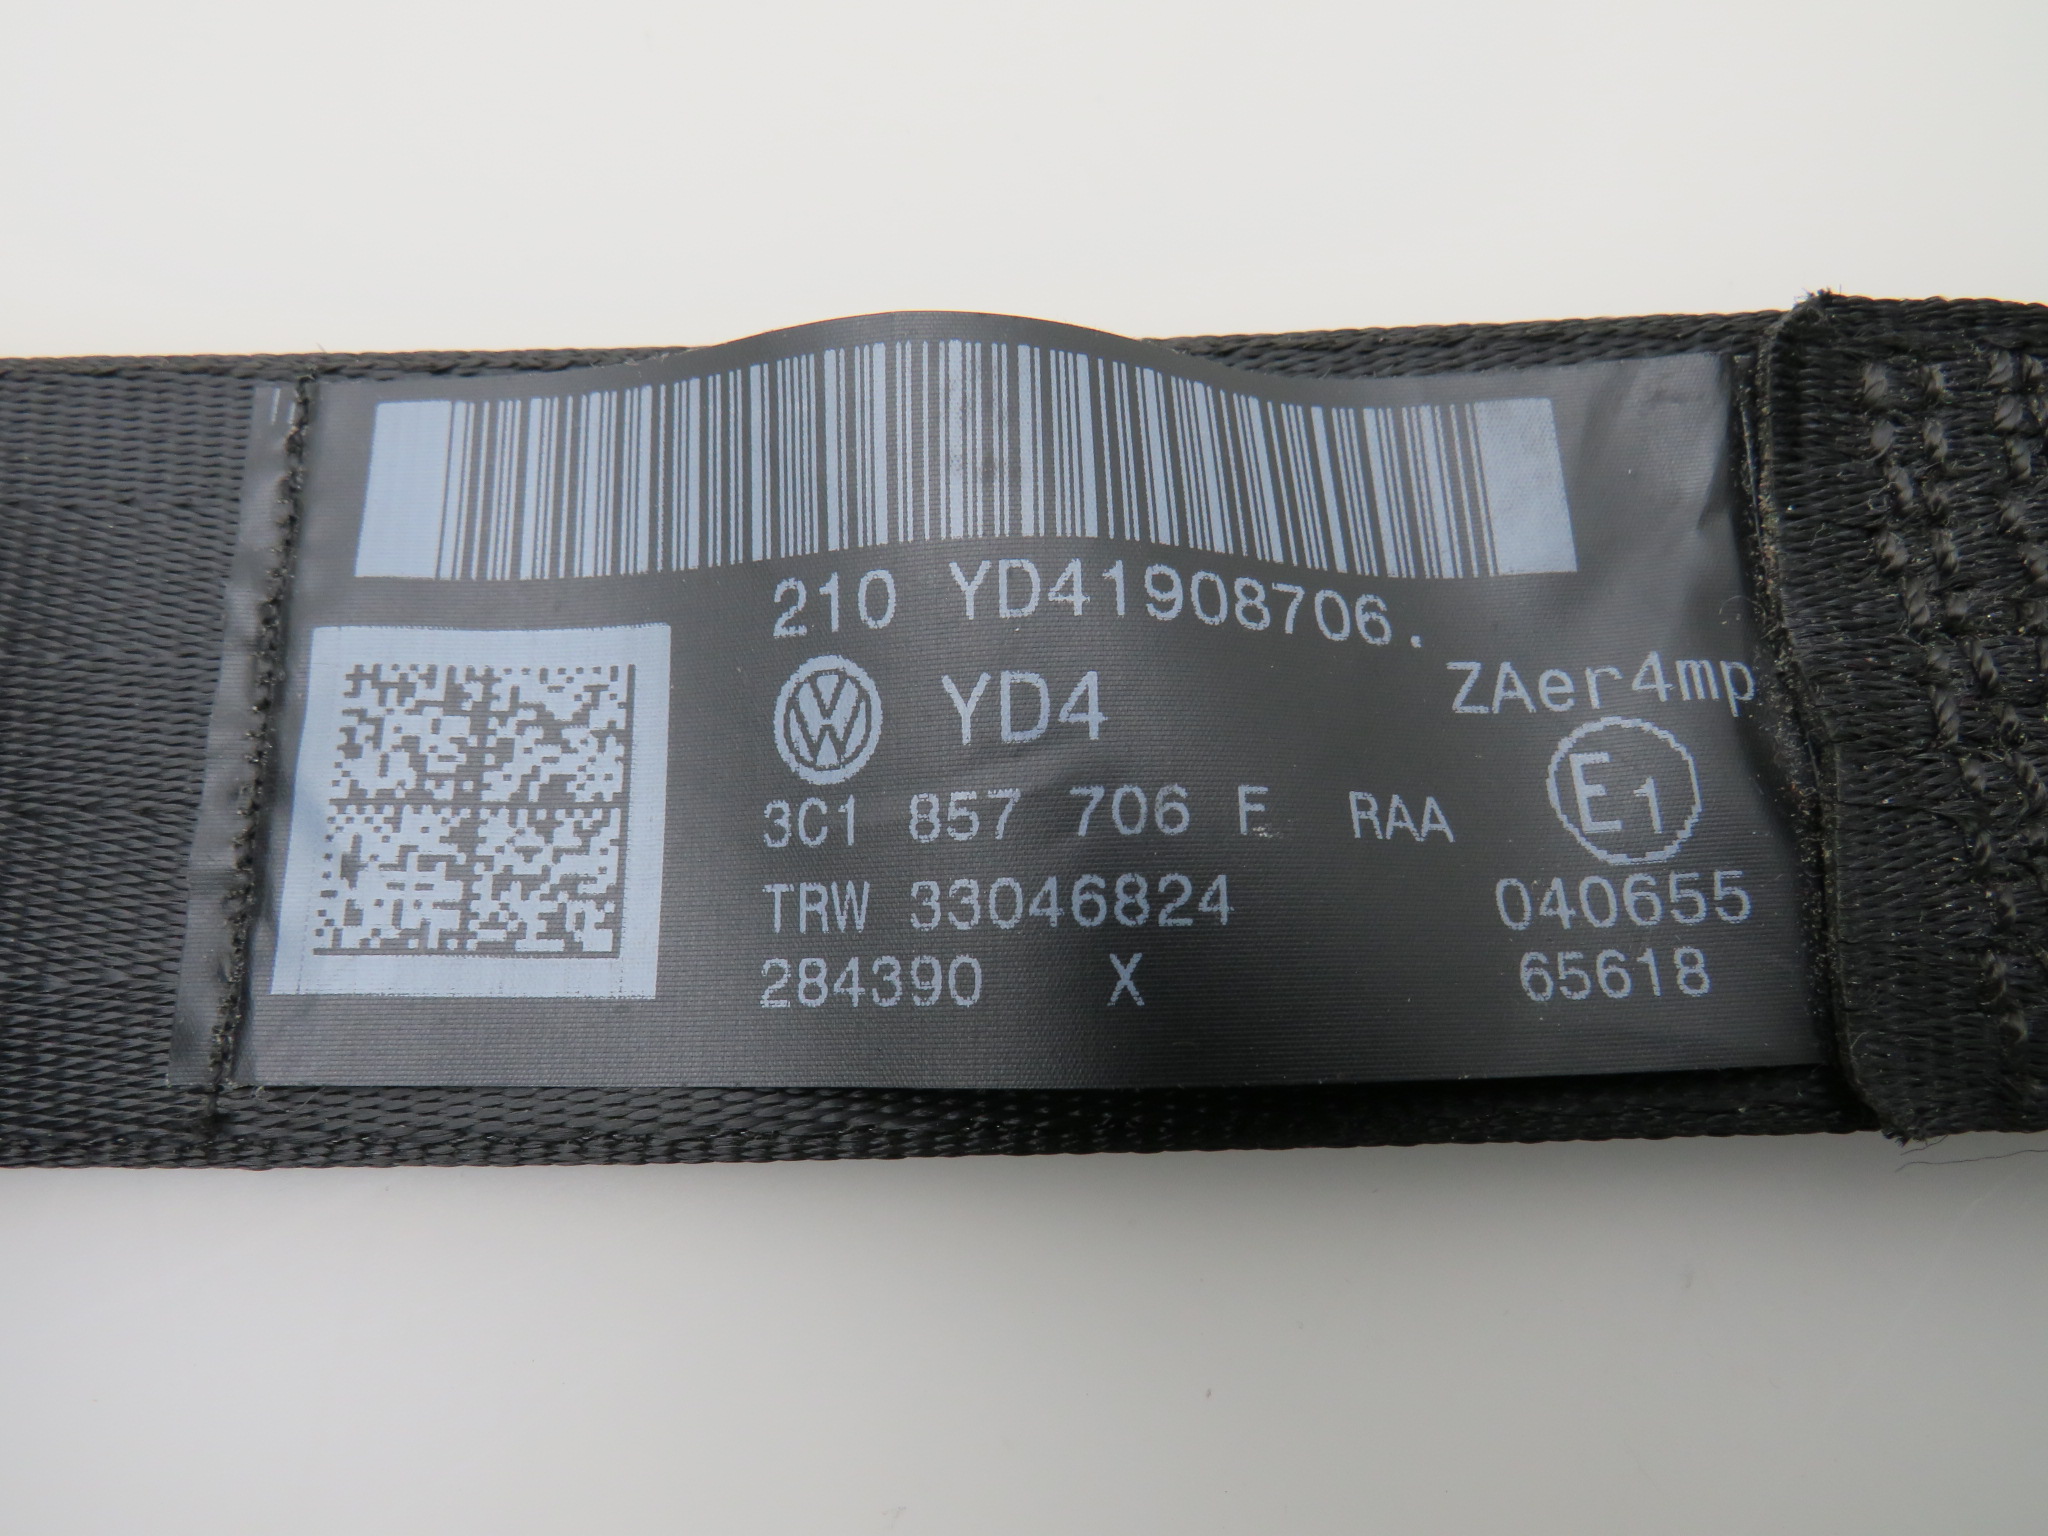 210 YD41908706.
YD4
ZAer4mp
3C1 857 706 F RAA
E1
TRW 33046824
040655
284390 X
65618